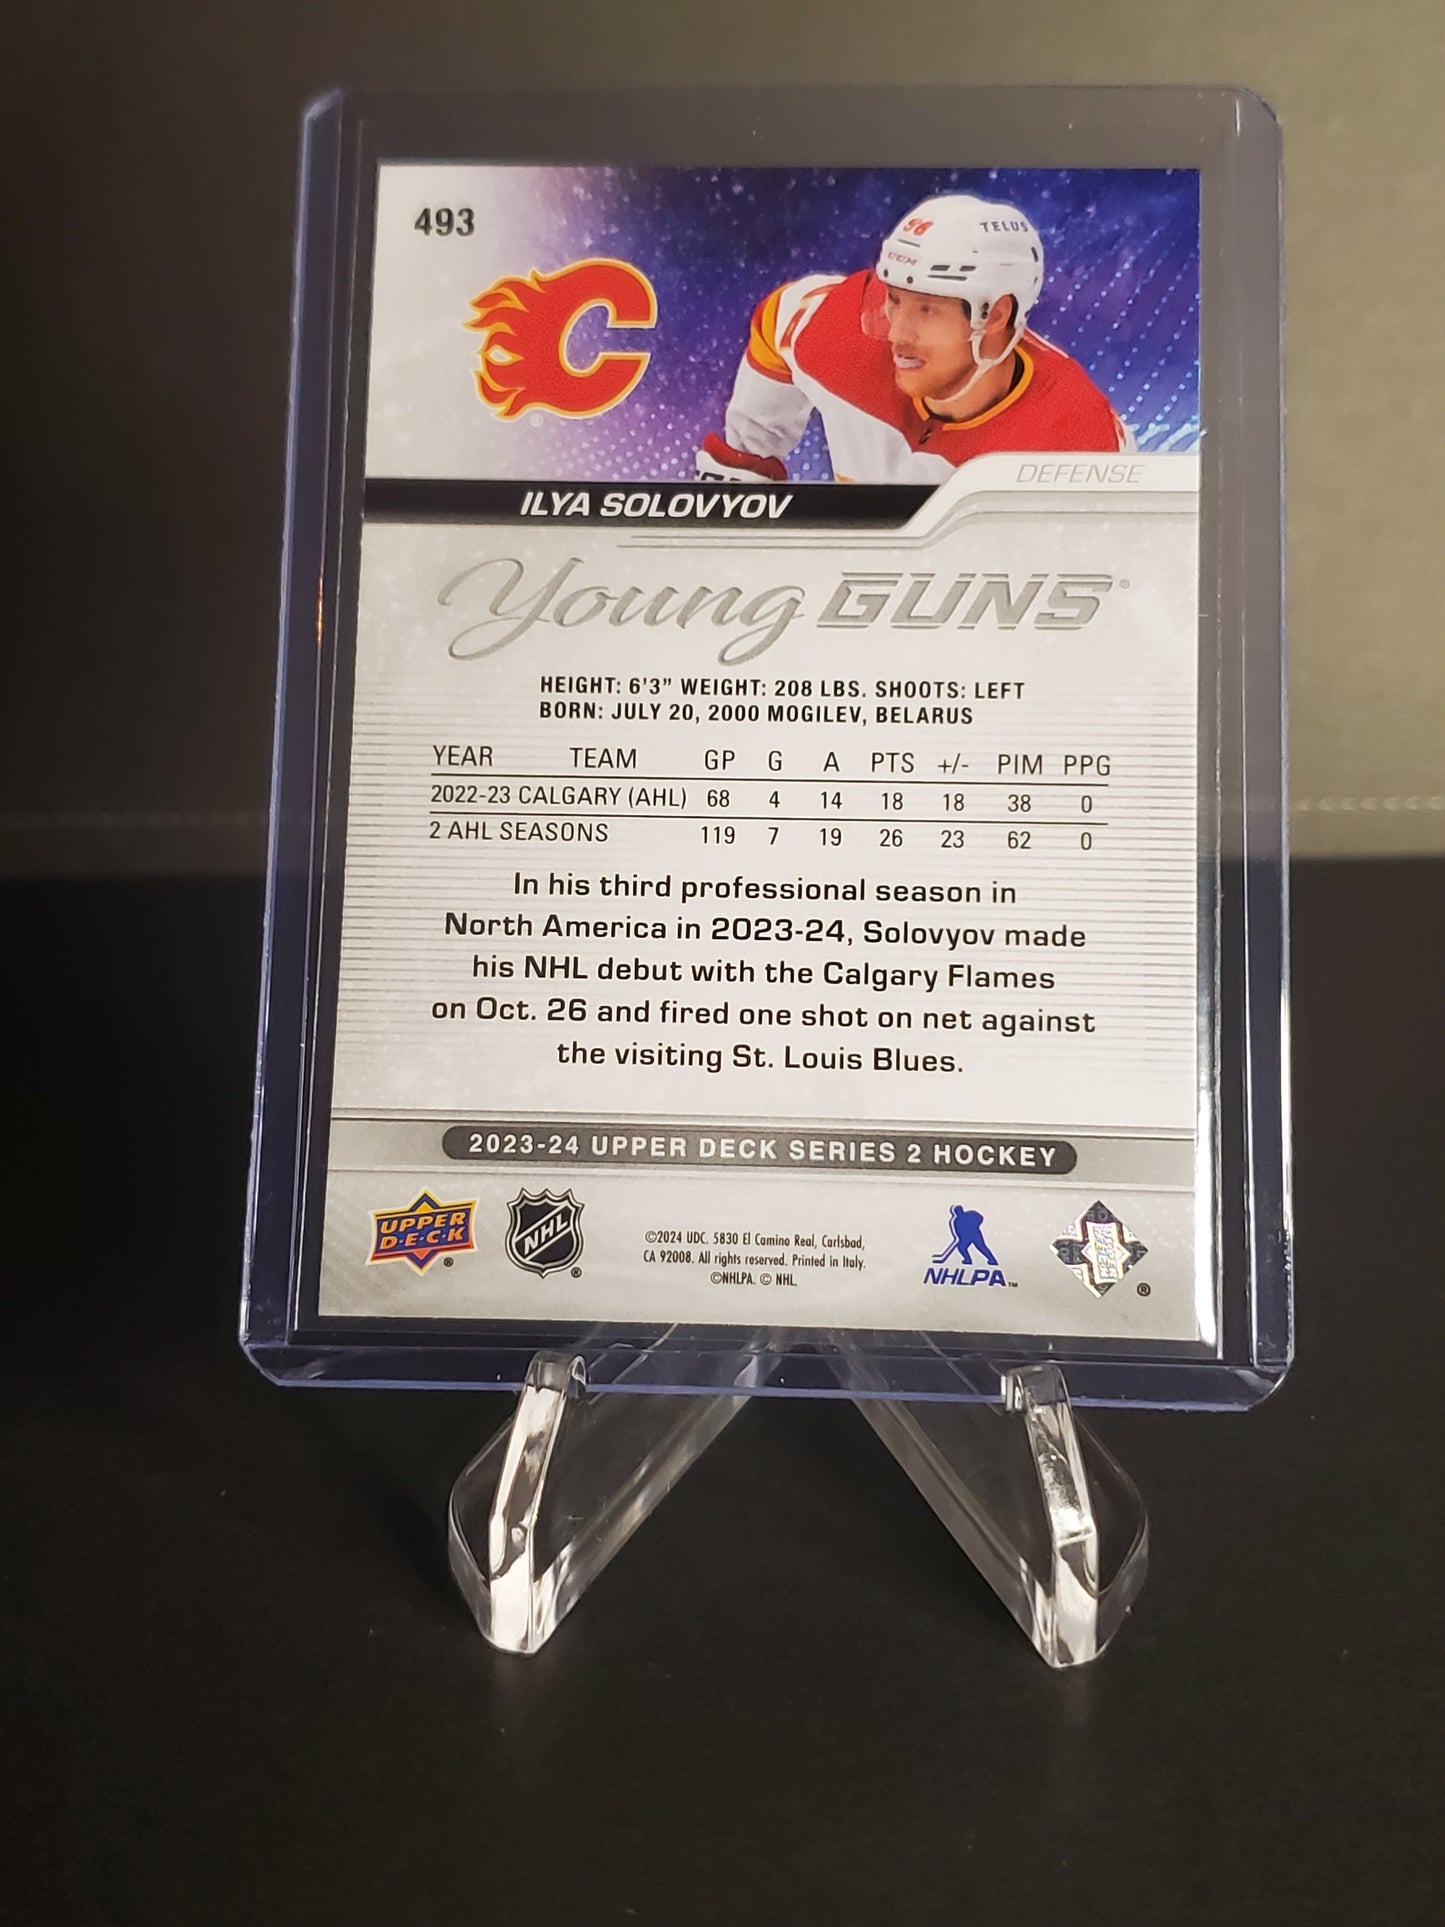 493
98
TELUS
CCM
DEFENSE
ILYA SOLOVYOV
Young GUNS®
HEIGHT: 6'3” WEIGHT: 208 LBS. SHOOTS: LEFT
BORN: JULY 20, 2000 MOGILEV, BELARUS
YEAR TEAM GP G A PTS +/- PIM PPG
2022-23 CALGARY (AHL) 68 4 14 18 18 38 0
2 AHL SEASONS 119 7 19 26 23 62 0
In his third professional season in
North America in 2023-24, Solovyov made
his NHL debut with the Calgary Flames
on Oct. 26 and fired one shot on net against
the visiting St. Louis Blues.
2023-24 UPPER DECK SERIES 2 HOCKEY
UPPER
D·E·C·K ®
NHL ®
©2024 UDC. 5830 El Camino Real, Carlsbad,
CA 92008. All rights reserved. Printed in Italy.
©NHLPA. © NHL.
NHLPA™
®